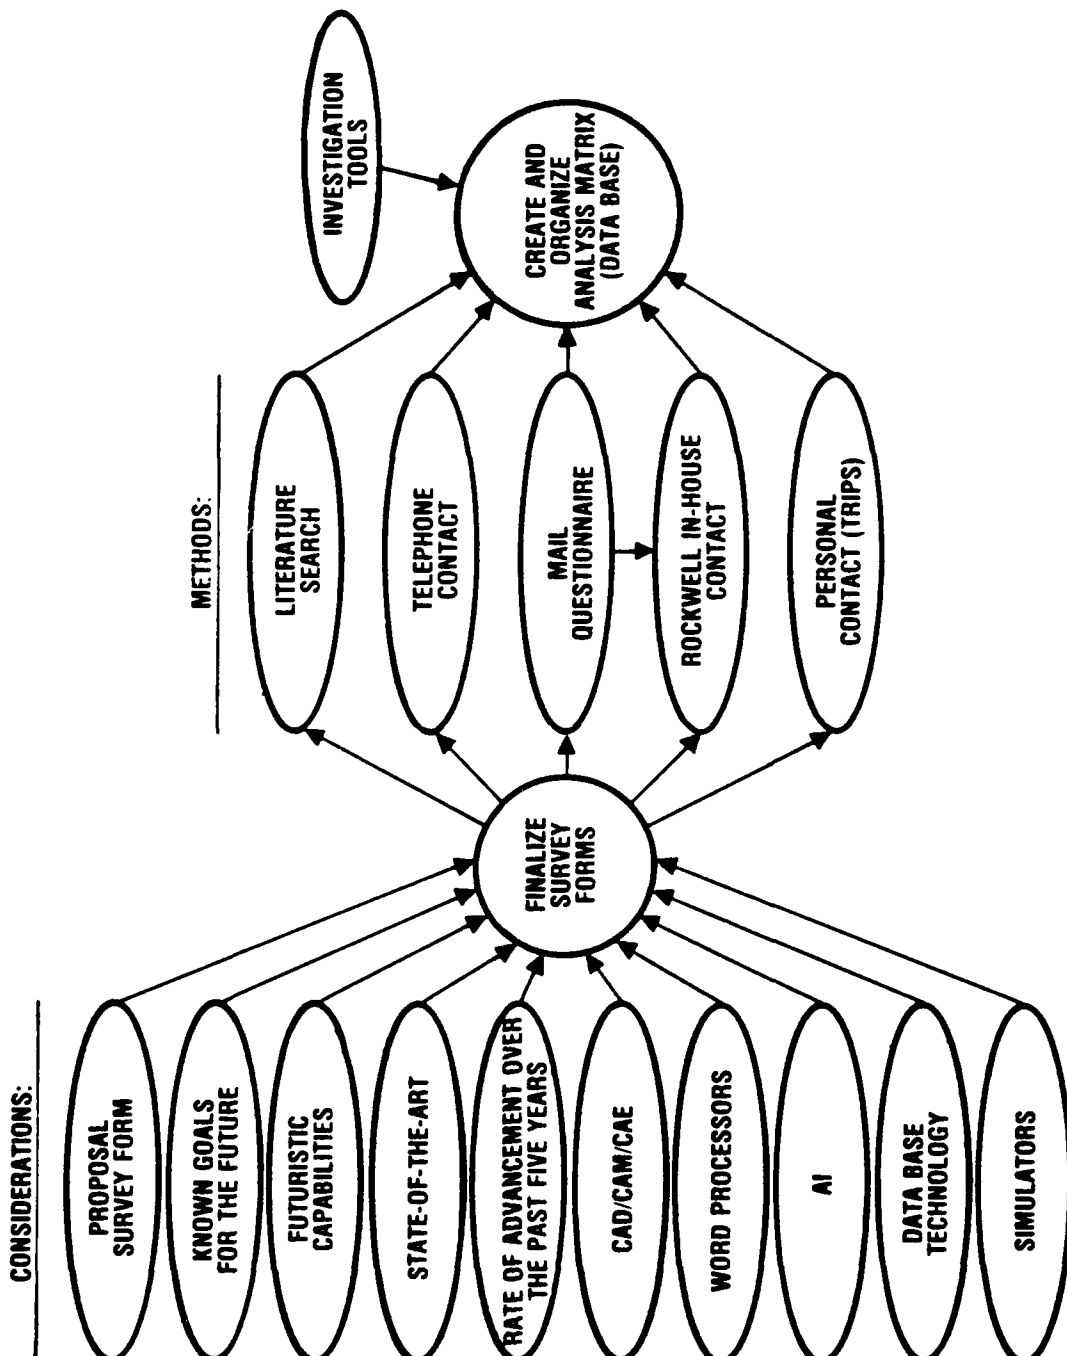 CONSIDERATIONS:
PROPOSAL
SURVEY FORM
KNOWN GOALS
FOR THE FUTURE
FUTURISTIC
CAPABILITIES
STATE-OF-THE-ART
RATE OF ADVANCEMENT OVER
THE PAST FIVE YEARS
CAD/CAM/CAE
WORD PROCESSORS
AI
DATA BASE
TECHNOLOGY
SIMULATORS
FINALIZE
SURVEY
FORMS
METHODS:
LITERATURE
SEARCH
TELEPHONE
CONTACT
MAIL
QUESTIONNAIRE
ROCKWELL IN-HOUSE
CONTACT
PERSONAL
CONTACT (TRIPS)
INVESTIGATION
TOOLS
CREATE AND
ORGANIZE
ANALYSIS MATRIX
(DATA BASE)